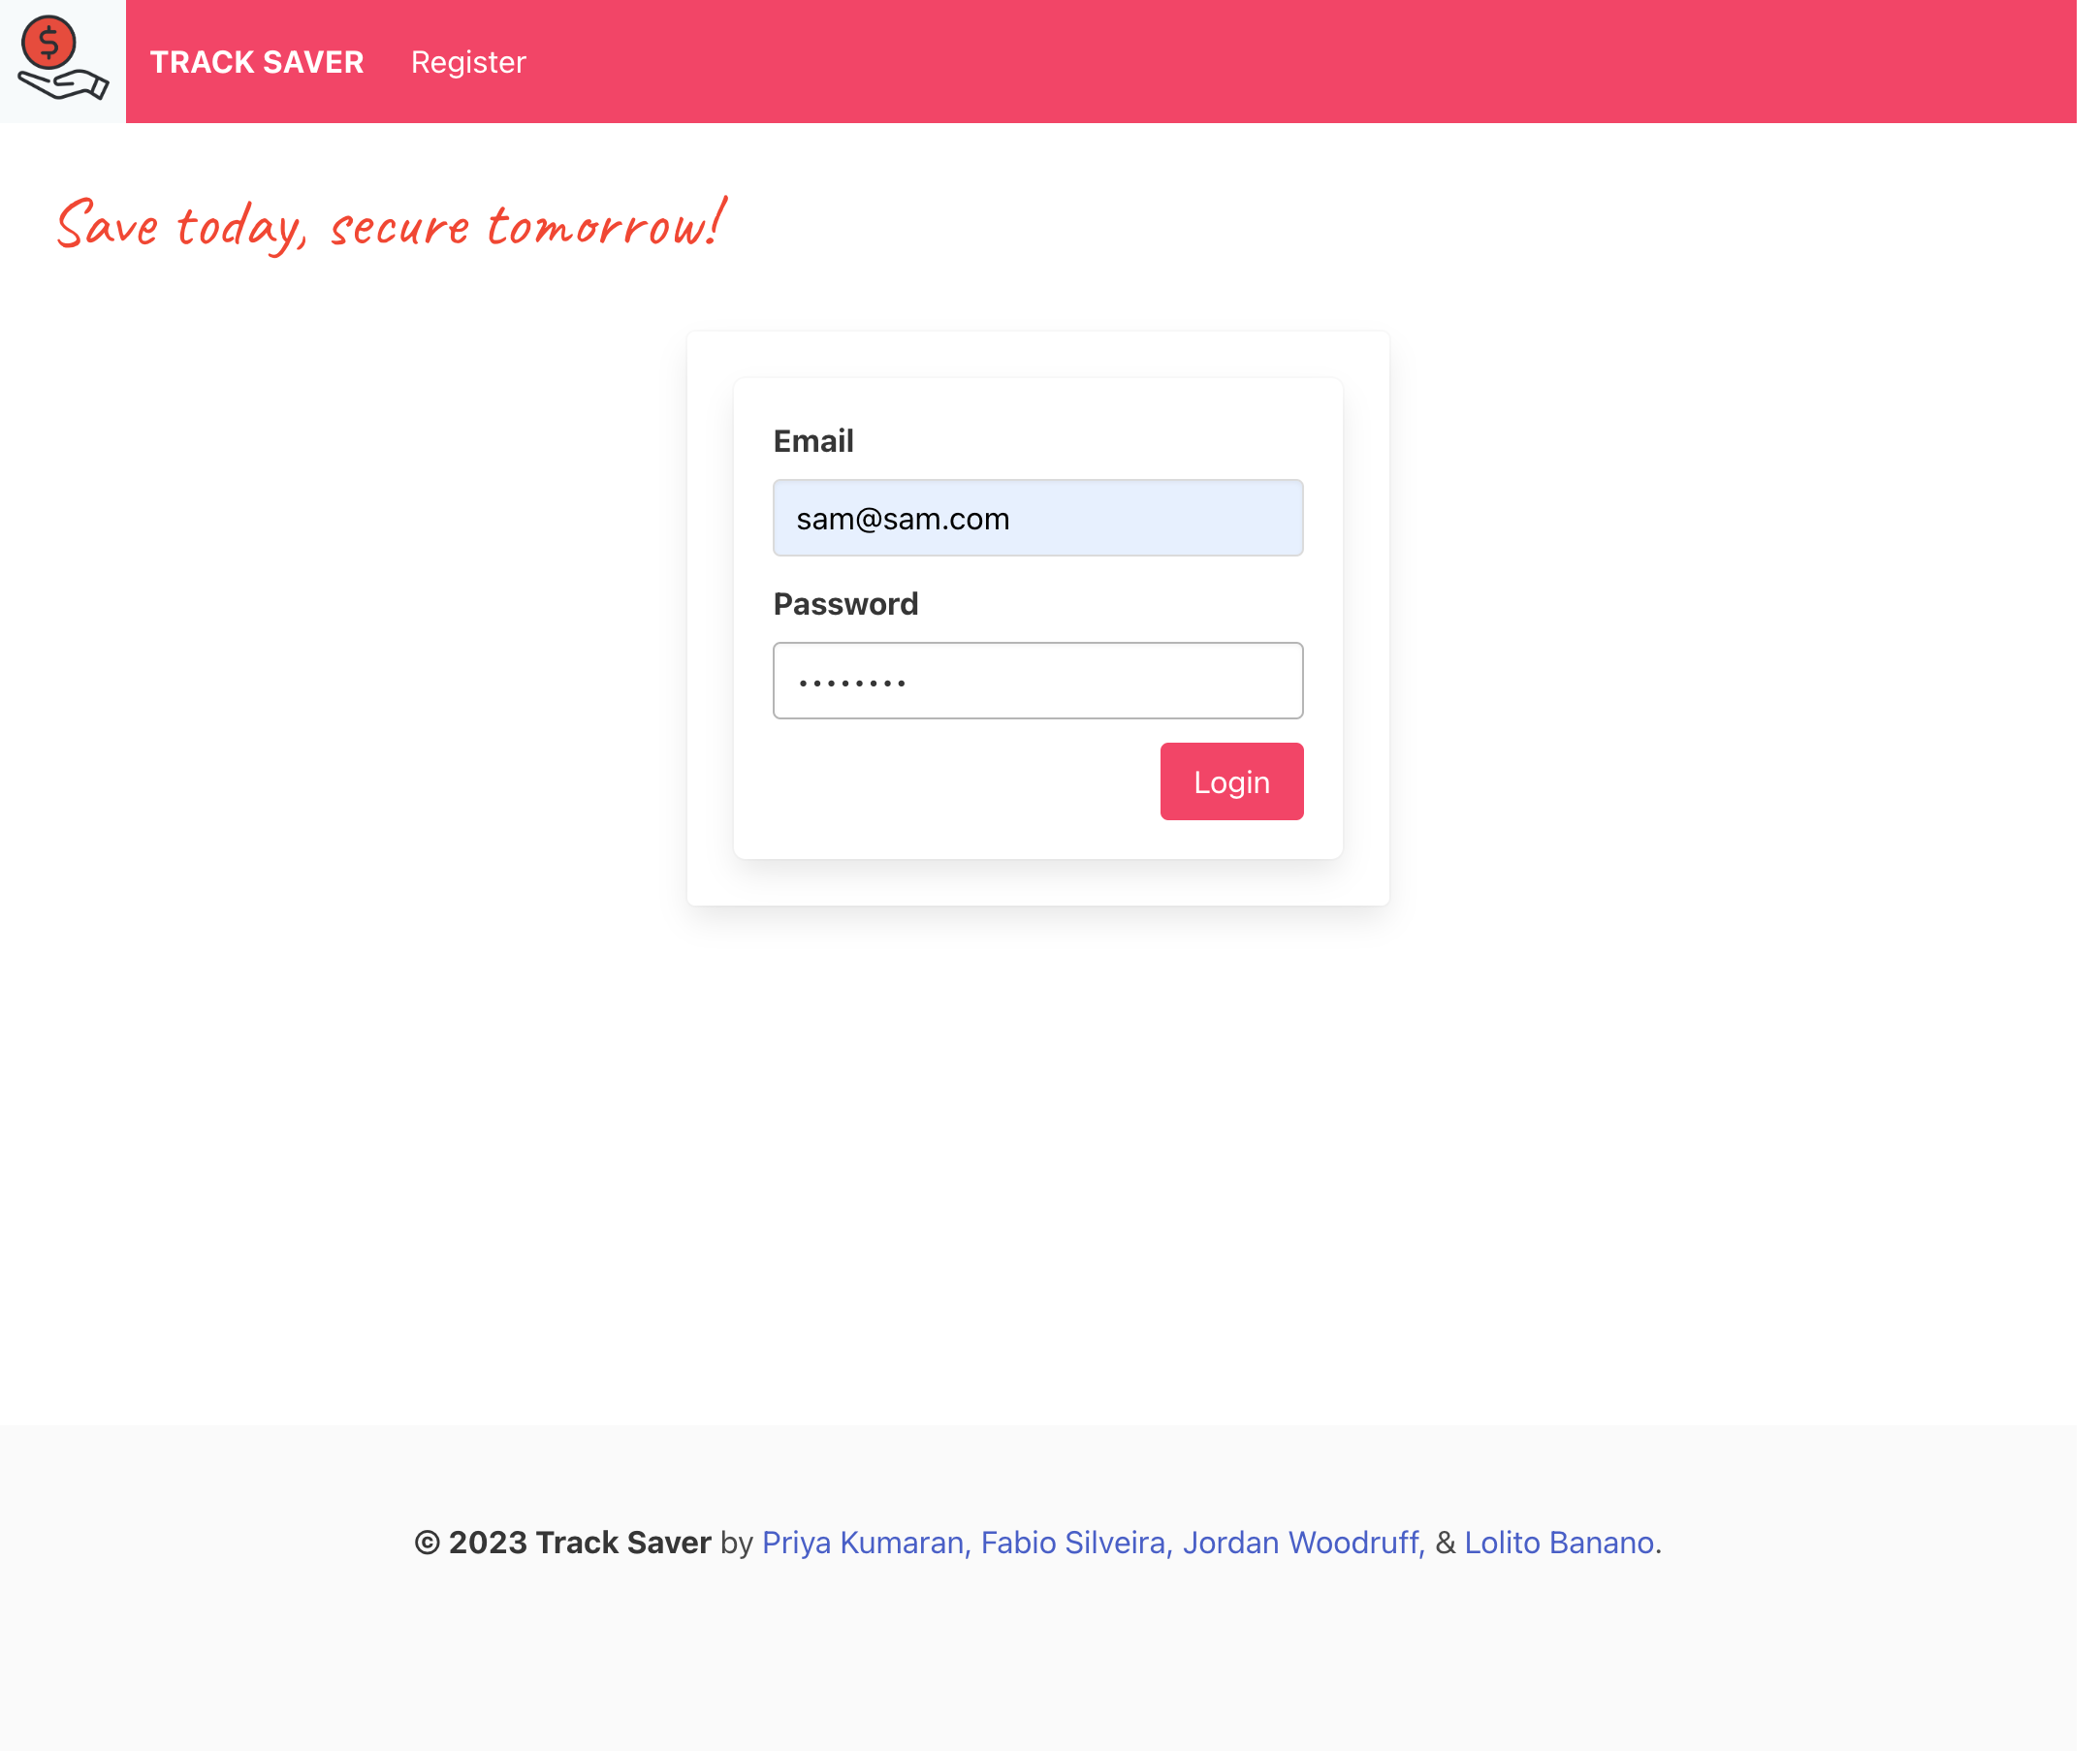 $
TRACK SAVER Register
Save today, secure tomorrow!
Email
sam@sam.com
Password
••••••••
Login
© 2023 Track Saver by Priya Kumaran, Fabio Silveira, Jordan Woodruff, & Lolito Banano.